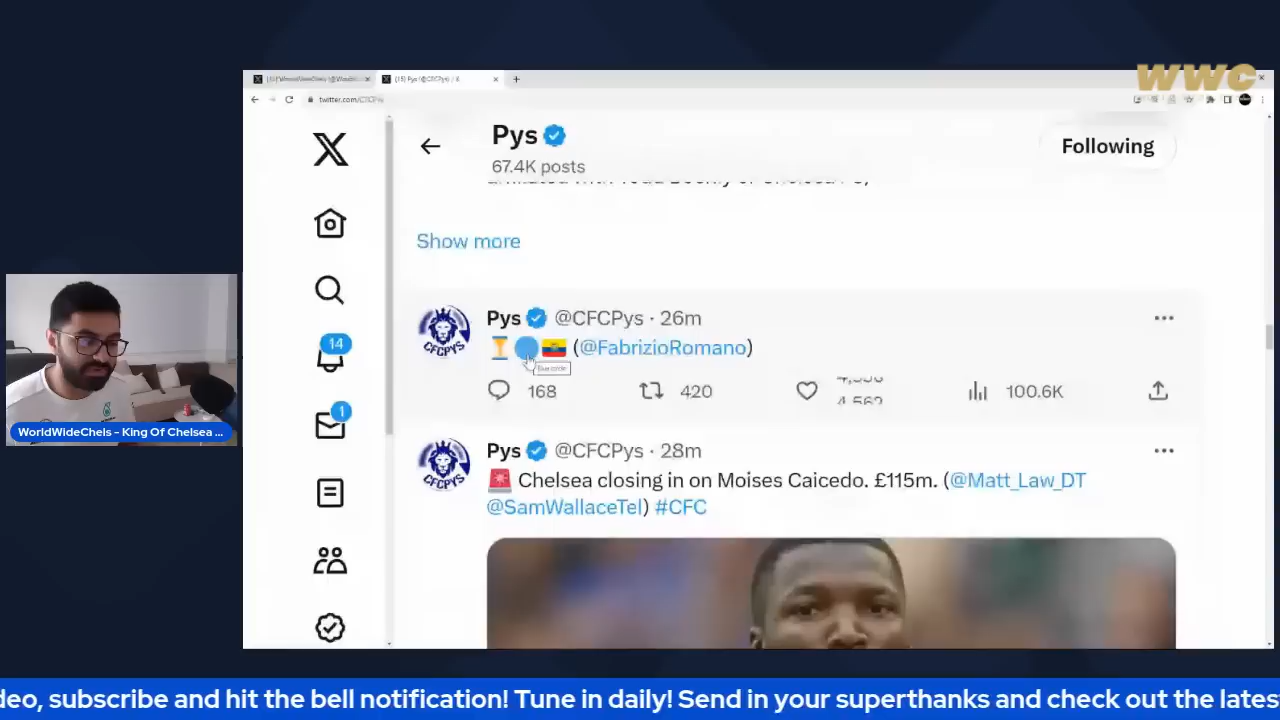 WWC
twitter.com/CFCPys
Pys
67.4K posts
Following
Show more
Pys @CFCPys · 26m
(@FabrizioRomano)
168 420 100.6K
Pys @CFCPys · 28m
Chelsea closing in on Moises Caicedo. £115m. (@Matt_Law_DT
@SamWallaceTel) #CFC
14
1
CFCPYS
CFCPYS
WorldWideChels - King Of Chelsea ...
deo, subscribe and hit the bell notification! Tune in daily! Send in your superthanks and check out the lates